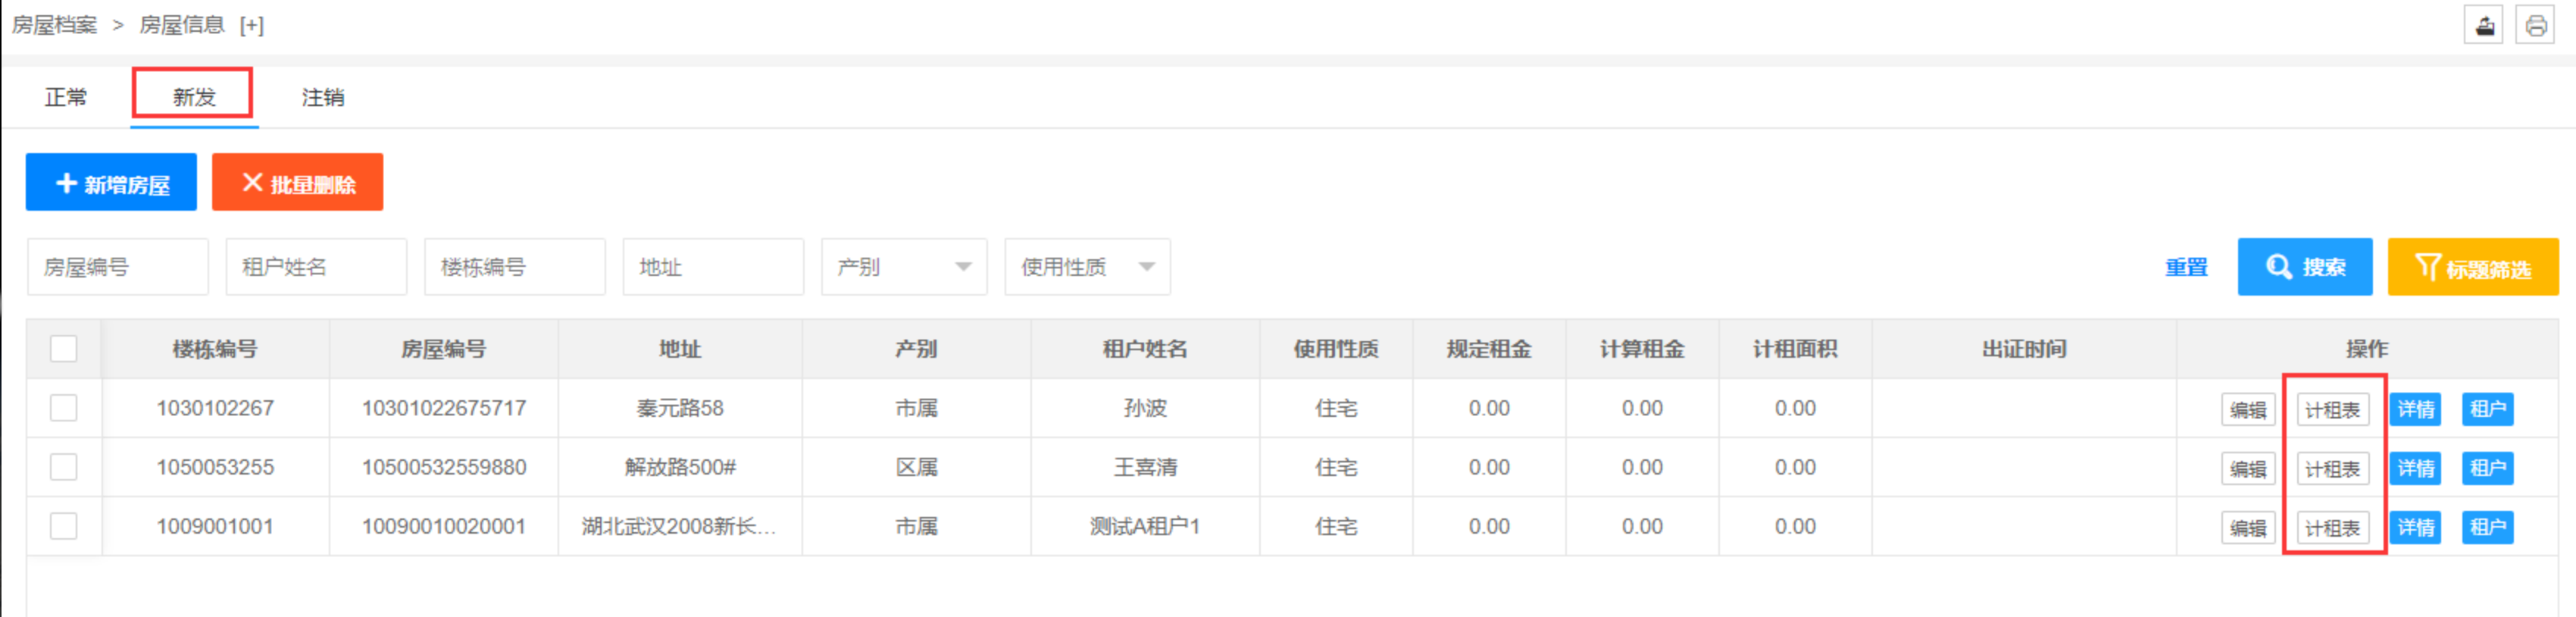 房屋档案 > 房屋信息 [+]
正常 新发 注销
新增房屋 批量删除
房屋编号 租户姓名 楼栋编号 地址 产别 使用性质 重置 搜索 标题筛选
楼栋编号 房屋编号 地址 产别 租户姓名 使用性质 规定租金 计算租金 计租面积 出证时间 操作
1030102267 10301022675717 秦元路58 市属 孙波 住宅 0.00 0.00 0.00 编辑 计租表 详情 租户
1050053255 10500532559880 解放路500# 区属 王喜清 住宅 0.00 0.00 0.00 编辑 计租表 详情 租户
1009001001 10090010020001 湖北武汉2008新长... 市属 测试A租户1 住宅 0.00 0.00 0.00 编辑 计租表 详情 租户